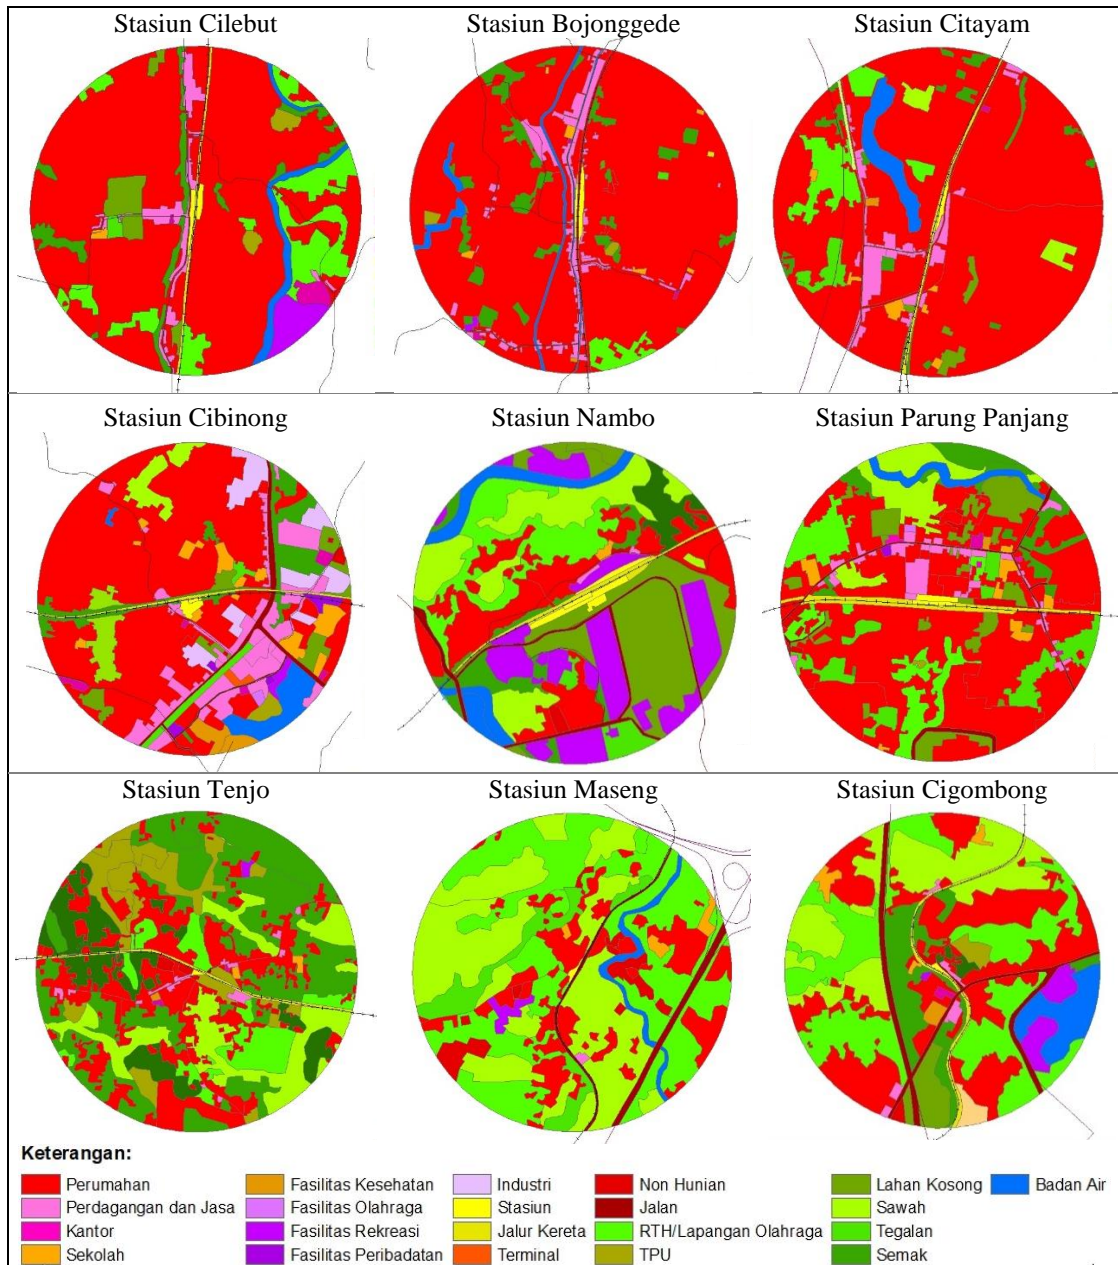 Stasiun Cilebut Stasiun Bojonggede Stasiun Citayam
Stasiun Cibinong Stasiun Nambo Stasiun Parung Panjang
Stasiun Tenjo Stasiun Maseng Stasiun Cigombong
Keterangan:
Perumahan Fasilitas Kesehatan Industri Non Hunian Lahan Kosong Badan Air
Perdagangan dan Jasa Fasilitas Olahraga Stasiun Jalan Sawah
Kantor Fasilitas Rekreasi Jalur Kereta RTH/Lapangan Olahraga Tegalan
Sekolah Fasilitas Peribadatan Terminal TPU Semak